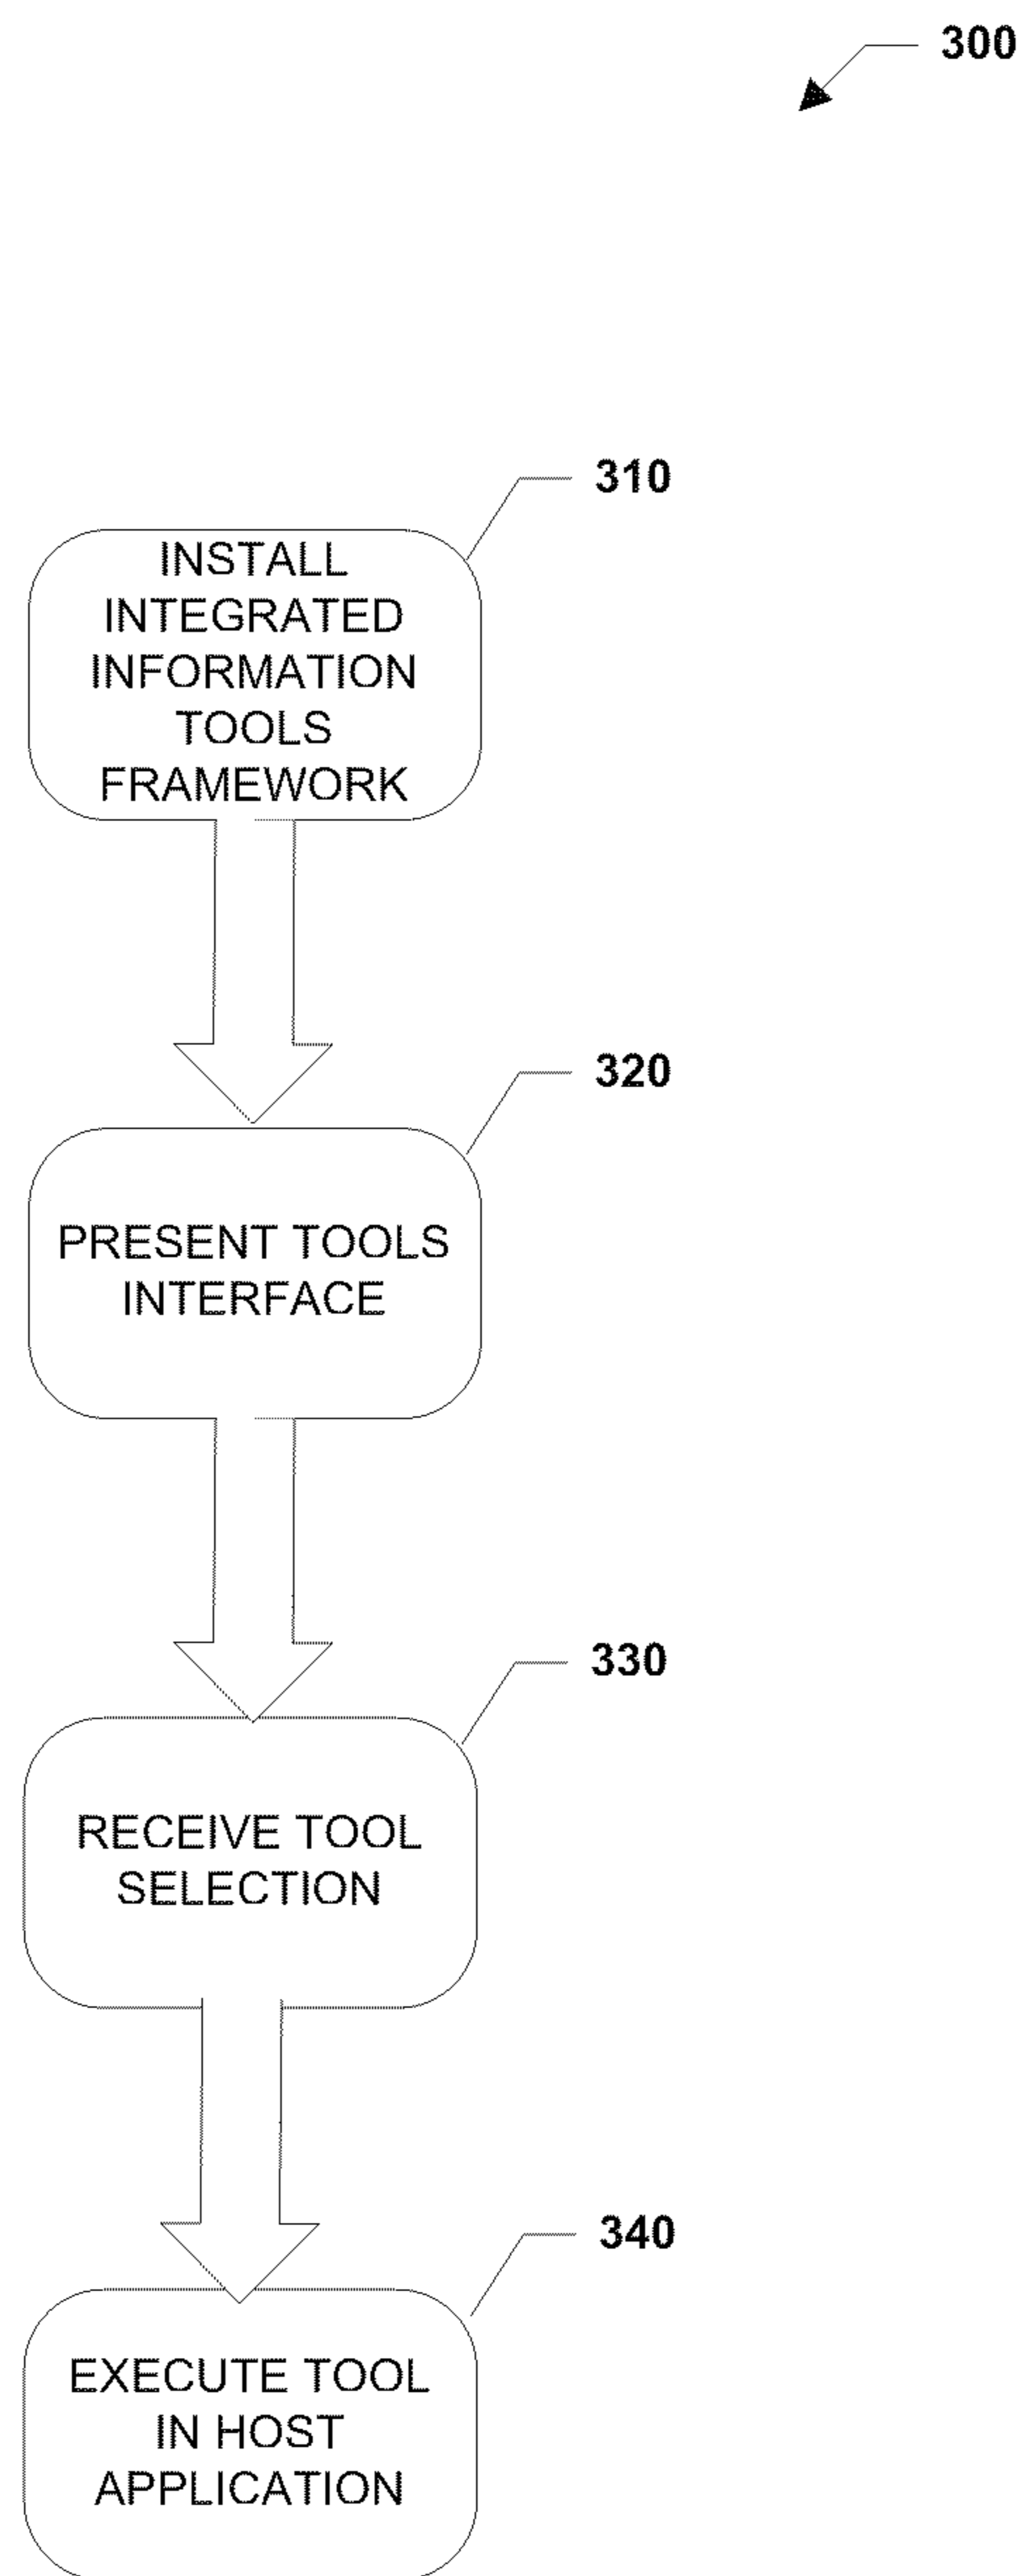 300
310
INSTALL
INTEGRATED
INFORMATION
TOOLS
FRAMEWORK
320
PRESENT TOOLS
INTERFACE
330
RECEIVE TOOL
SELECTION
340
EXECUTE TOOL
IN HOST
APPLICATION